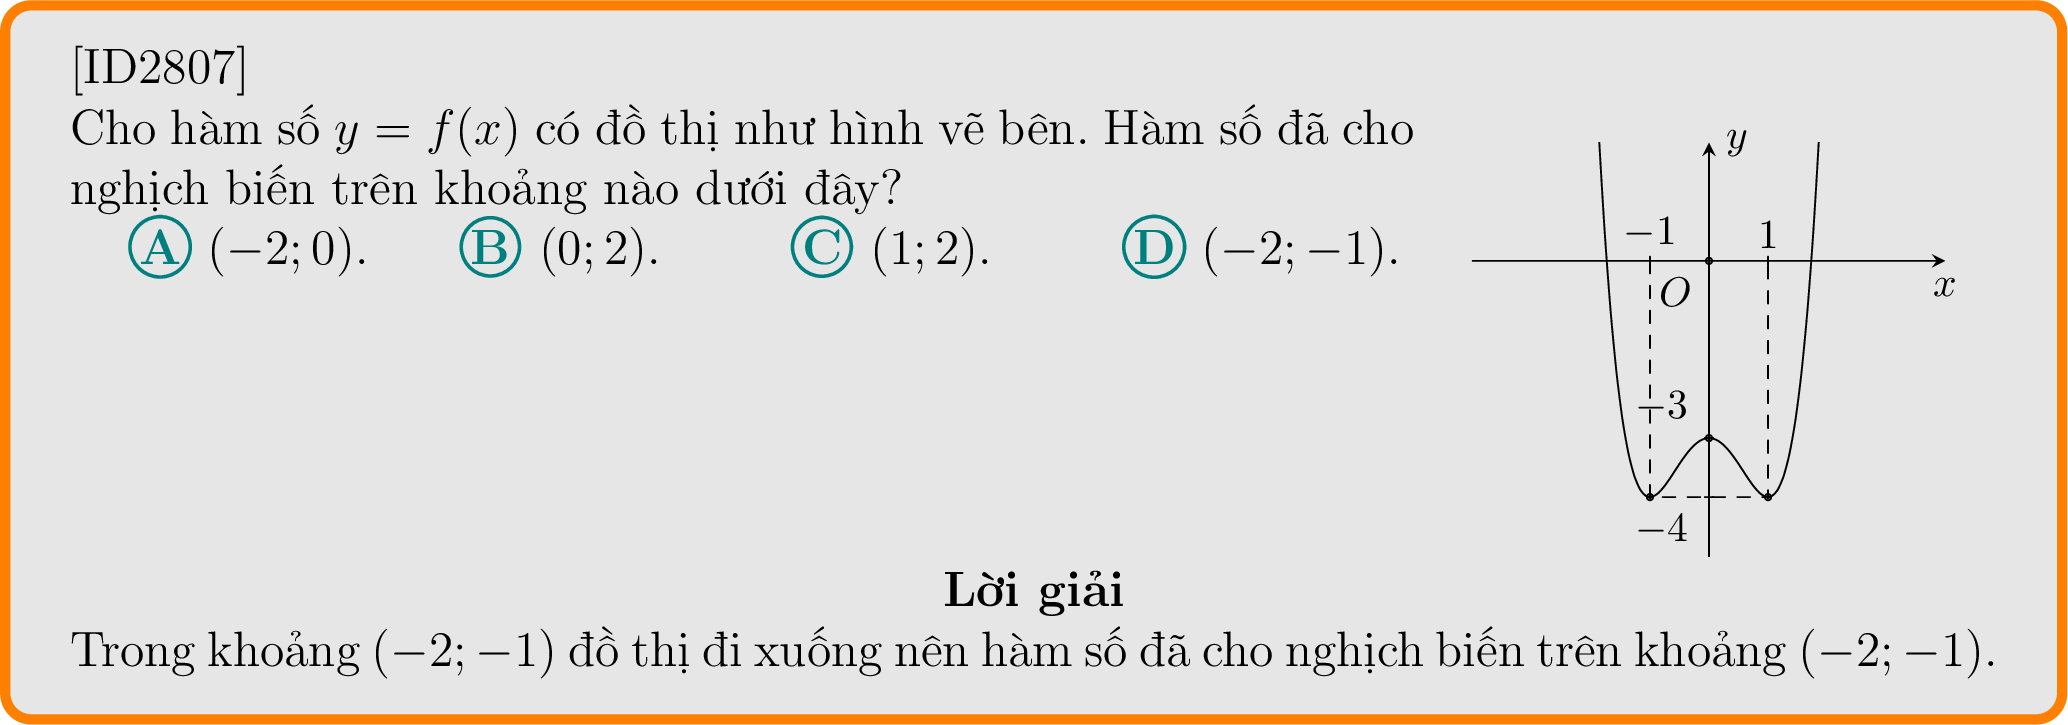 [ID2807]
Cho hàm số y = f(x) có đồ thị như hình vẽ bên. Hàm số đã cho
nghịch biến trên khoảng nào dưới đây?
A (−2; 0). B (0; 2). C (1; 2). D (−2; −1).
y
−1 1
O x
−3
−4
Lời giải
Trong khoảng (−2; −1) đồ thị đi xuống nên hàm số đã cho nghịch biến trên khoảng (−2; −1).